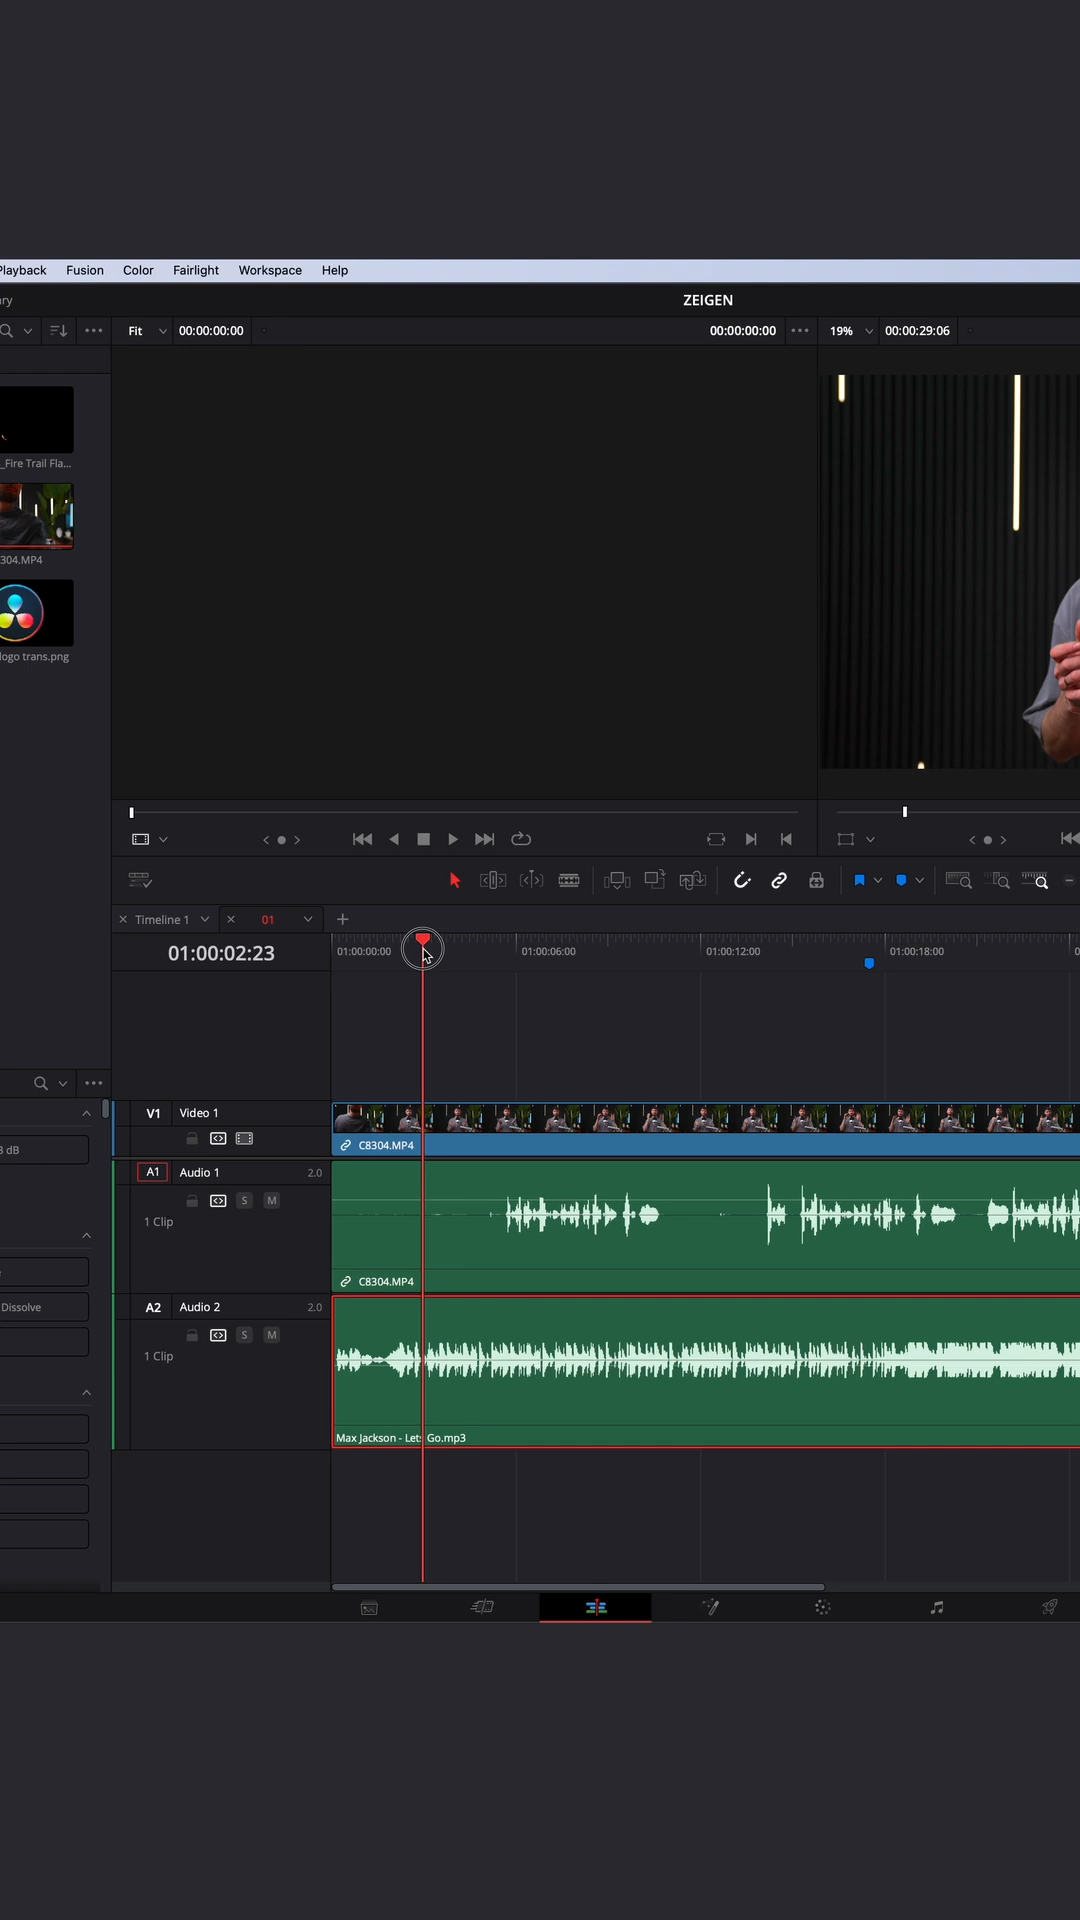 Playback Fusion Color Fairlight Workspace Help
ry ZEIGEN
Fit 00:00:00:00 00:00:00:00 19% 00:00:29:06
_Fire Trail Fla...
304.MP4
logo trans.png
Timeline 1 01
01:00:02:23 01:00:00:00 01:00:06:00 01:00:12:00 01:00:18:00 0
V1 Video 1
dB
C8304.MP4
A1 Audio 1 2.0
S M
1 Clip
C8304.MP4
A2 Audio 2 2.0
Dissolve
S M
1 Clip
Max Jackson - Lets Go.mp3